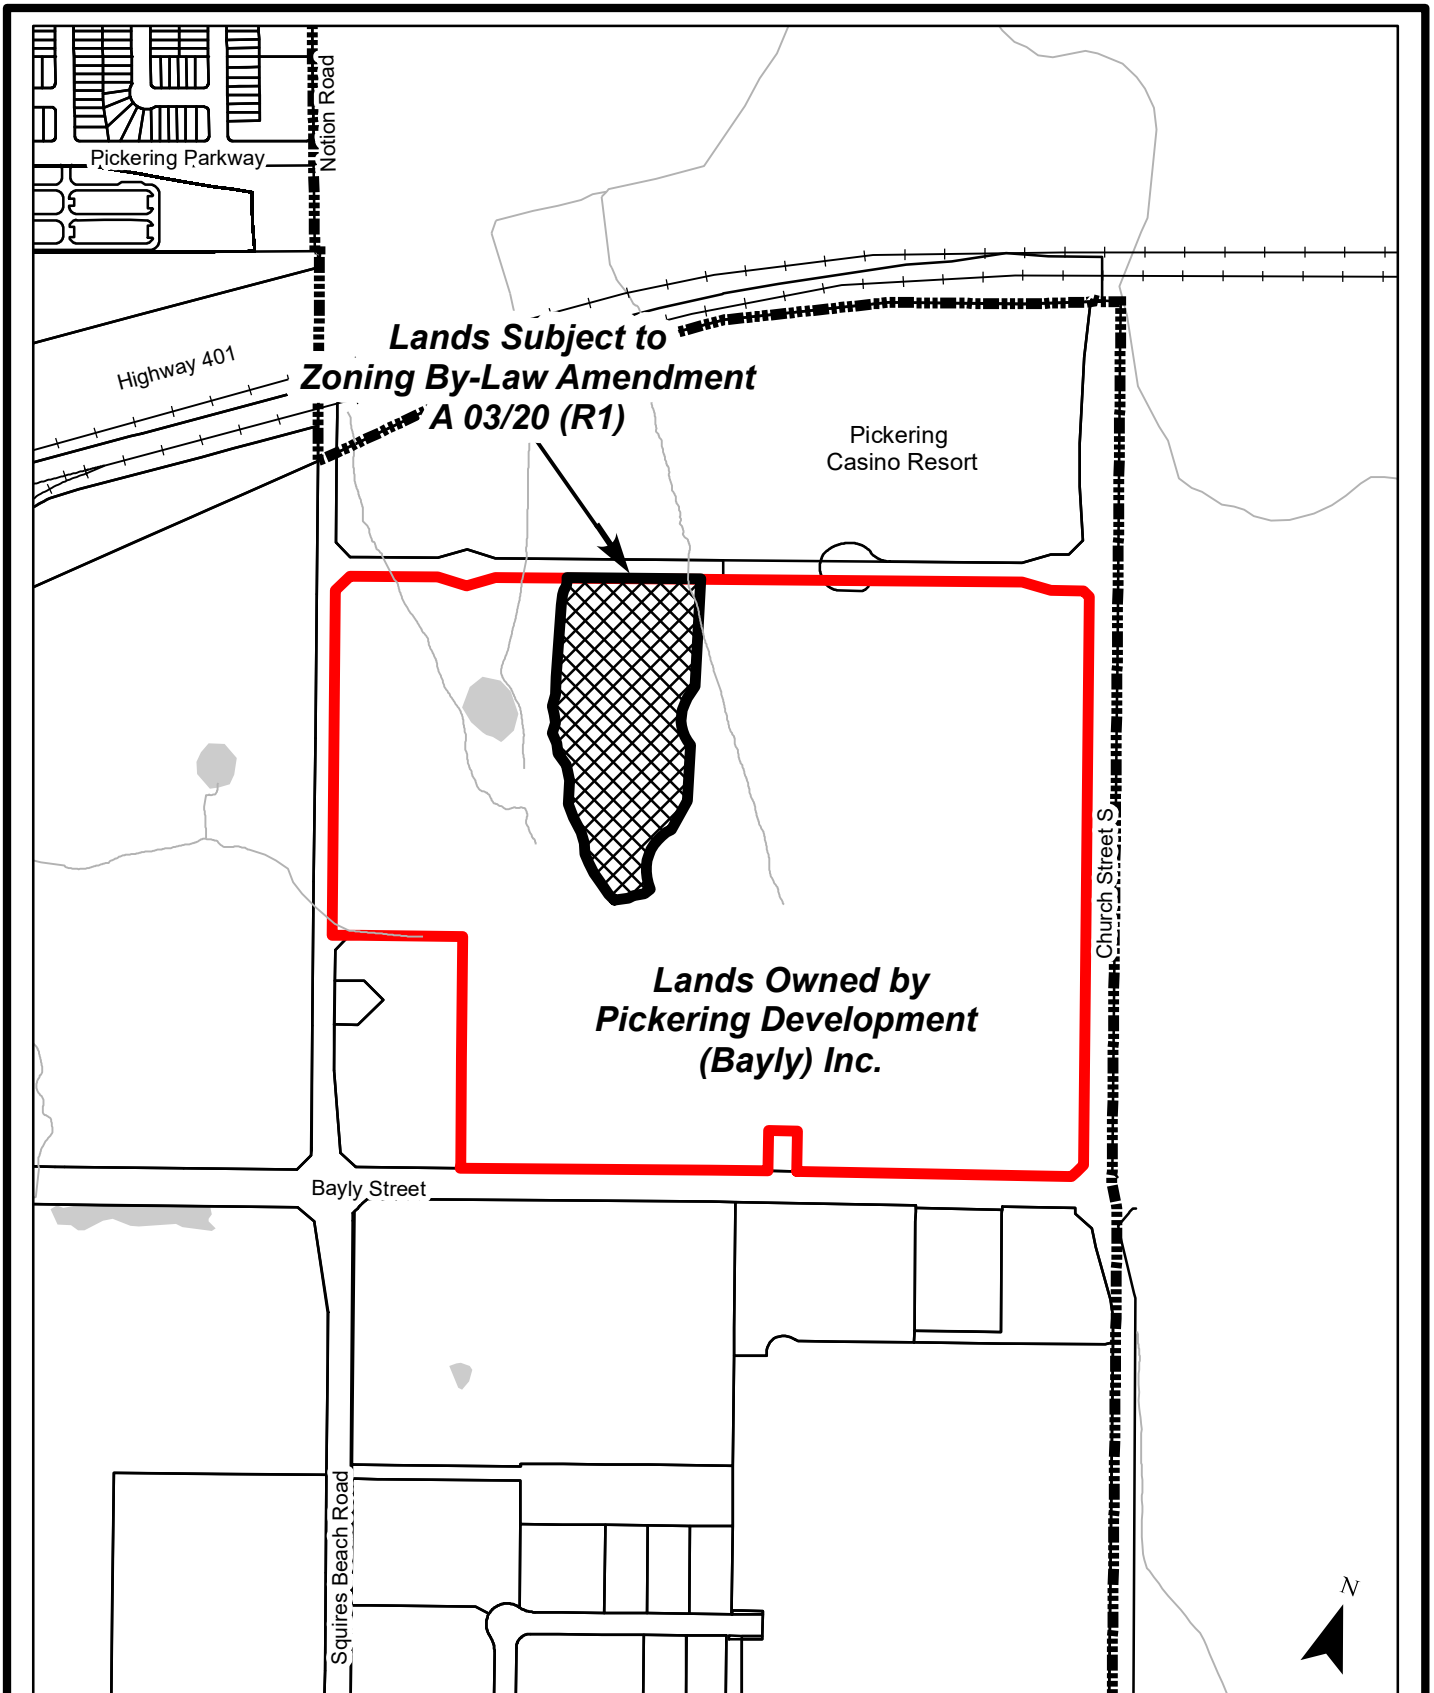 Notion Road
Pickering Parkway
Highway 401
Lands Subject to
Zoning By-Law Amendment
A 03/20 (R1)
Pickering
Casino Resort
Church Street S
Lands Owned by
Pickering Development
(Bayly) Inc.
Bayly Street
Squires Beach Road
N